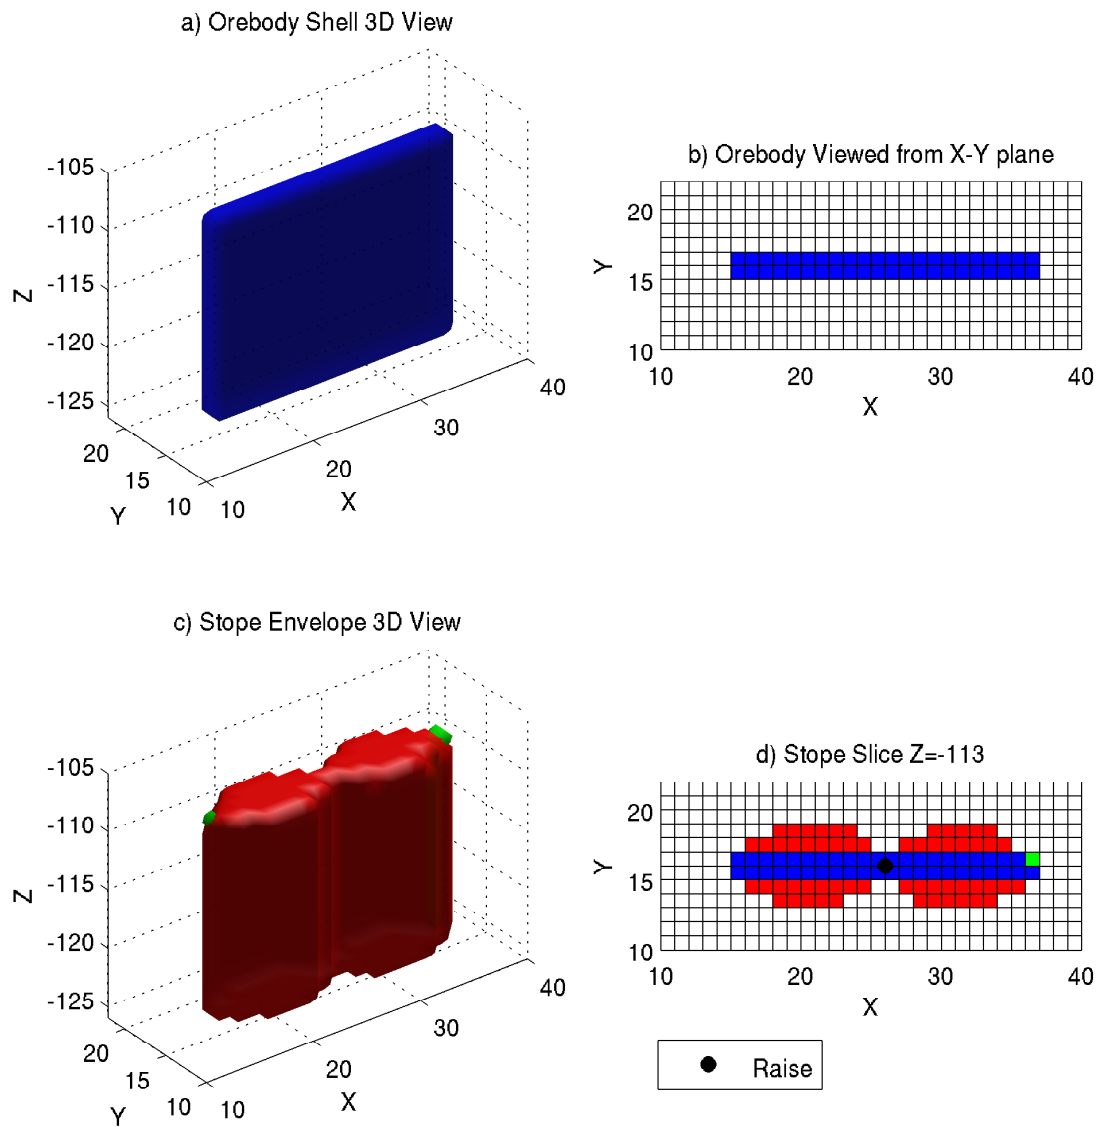 a) Orebody Shell 3D View
-105
-110
-115
-120
-125
Z
20
15
10
Y
10
20
30
40
X
b) Orebody Viewed from X-Y plane
20
15
10
Y
10
20
30
40
X
c) Stope Envelope 3D View
-105
-110
-115
-120
-125
Z
20
15
10
Y
10
20
30
40
X
d) Stope Slice Z=-113
20
15
10
Y
10
20
30
40
X
Raise